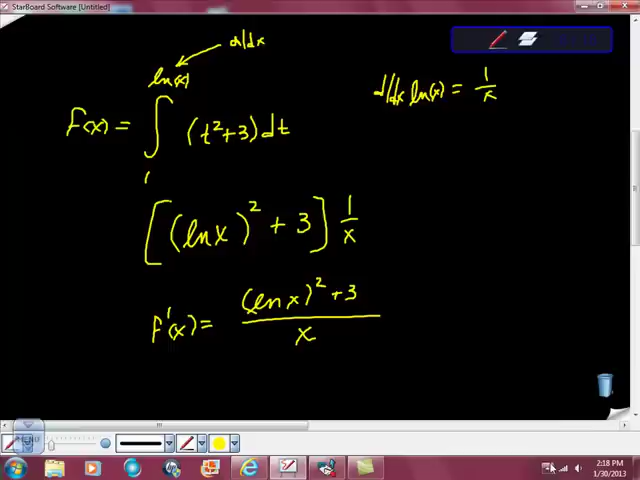 StarBoard Software [Untitled]
d/dx
ln(x)
d/dx ln(x) = 1/x
f(x) = ∫ (t²+3)dt
1
[(ln x)² + 3] 1/x
f'(x) = (ln x)² + 3 / x
MENU
2:18 PM
1/30/2013